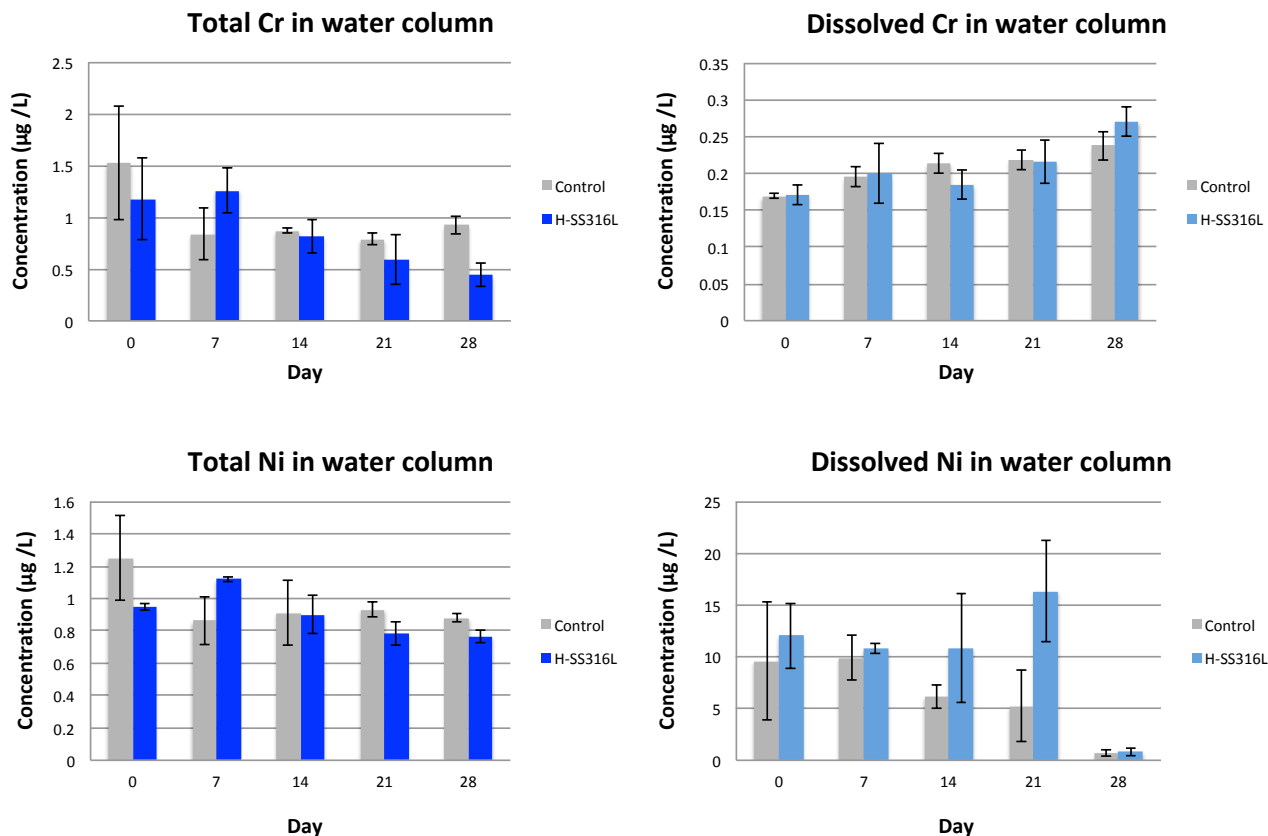 Total Cr in water column
Concentration (µg /L)
2.5
2
1.5
1
0.5
0
0 7 14 21 28
Day
Control
H-SS316L
Dissolved Cr in water column
Concentration (µg /L)
0.35
0.3
0.25
0.2
0.15
0.1
0.05
0
0 7 14 21 28
Day
Control
H-SS316L
Total Ni in water column
Concentration (µg /L)
1.6
1.4
1.2
1
0.8
0.6
0.4
0.2
0
0 7 14 21 28
Day
Control
H-SS316L
Dissolved Ni in water column
Concentration (µg /L)
25
20
15
10
5
0
0 7 14 21 28
Day
Control
H-SS316L